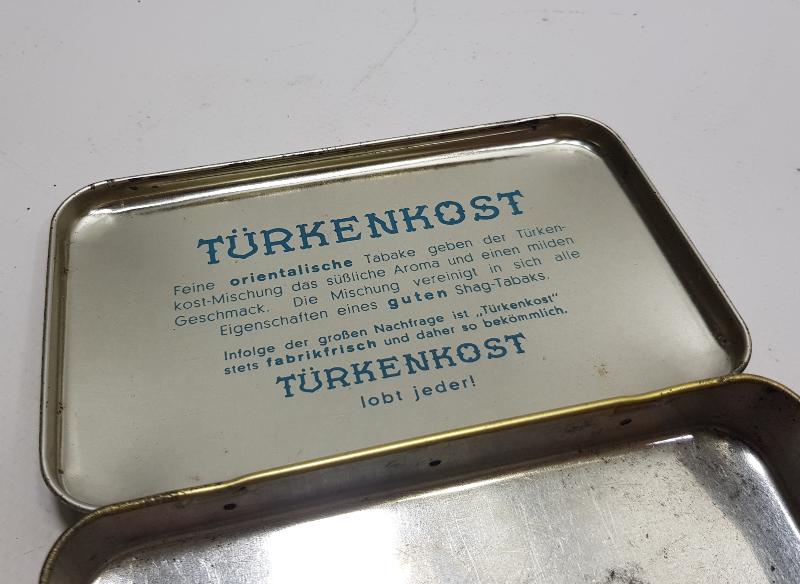 TÜRKENKOST
Feine orientalische Tabake geben der Türken-
kost-Mischung das süßliche Aroma und einen milden
Geschmack. Die Mischung vereinigt in sich alle
Eigenschaften eines guten Shag-Tabaks.
Infolge der großen Nachfrage ist „Türkenkost"
stets fabrikfrisch und daher so bekömmlich.
TÜRKENKOST
lobt jeder!